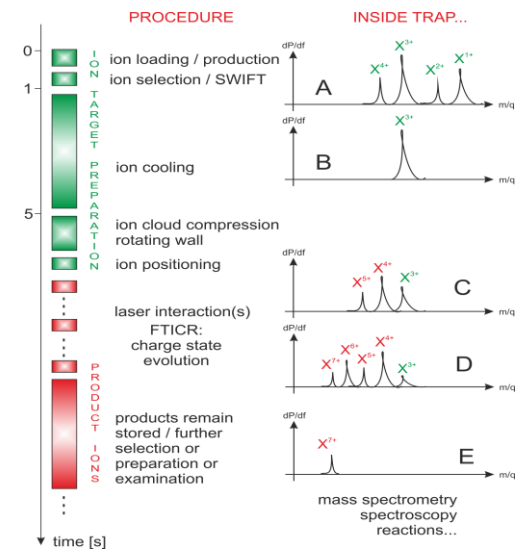 PROCEDURE
INSIDE TRAP...
0
1
5
time [s]
ION TARGET PREPARATION
PRODUCT IONS
ion loading / production
ion selection / SWIFT
ion cooling
ion cloud compression
rotating wall
ion positioning
laser interaction(s)
FTICR:
charge state
evolution
products remain
stored / further
selection or
preparation or
examination
dP/df
A
X4+
X3+
X2+
X1+
m/q
dP/df
B
X3+
m/q
dP/df
C
X5+
X4+
X3+
m/q
dP/df
D
X7+
X6+
X5+
X4+
X3+
m/q
dP/df
E
X7+
m/q
mass spectrometry
spectroscopy
reactions...